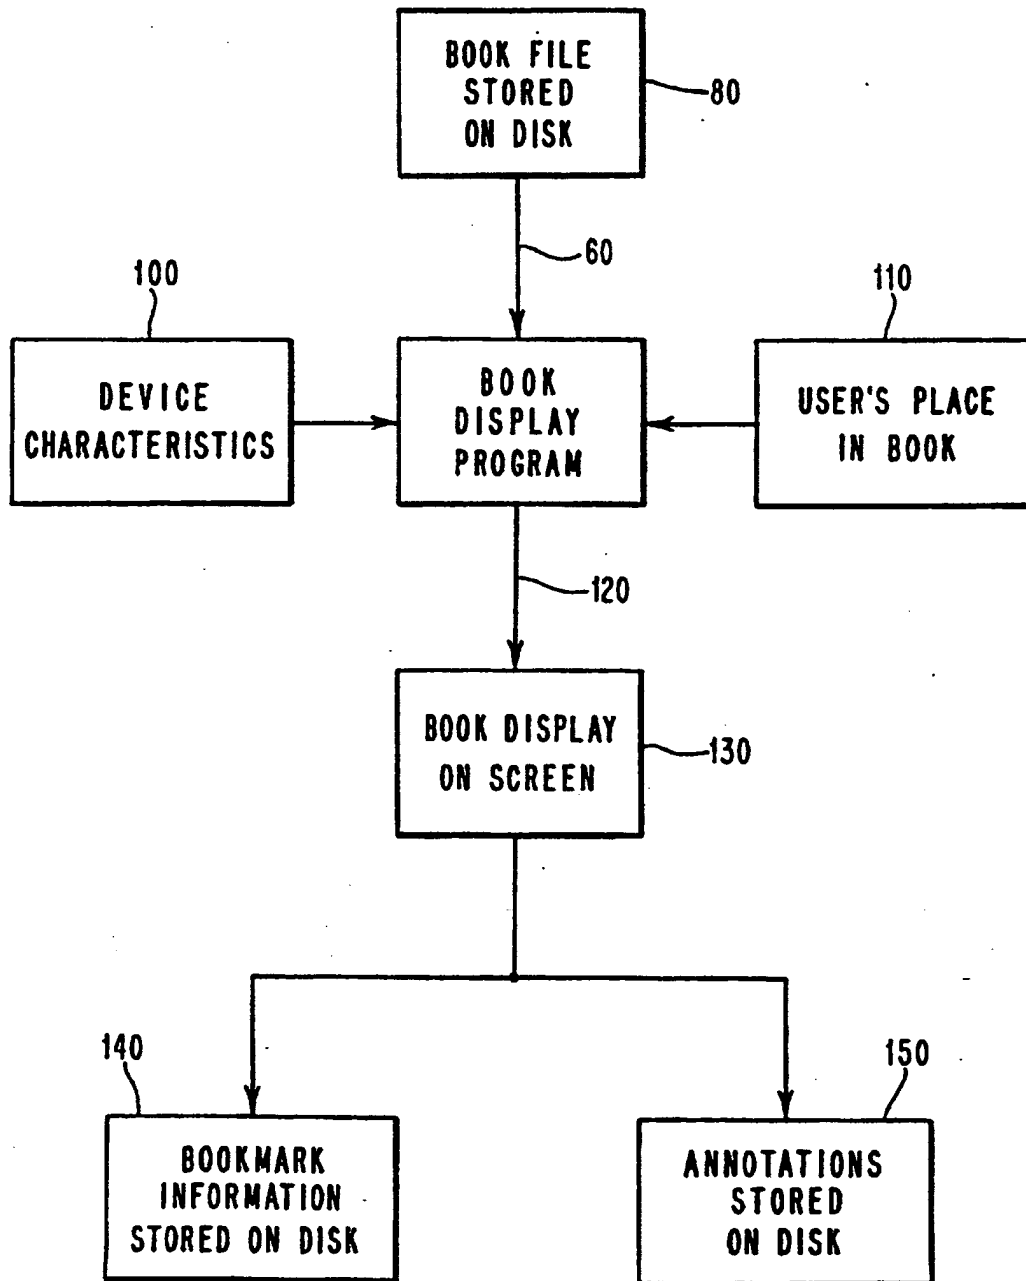 BOOK FILE
STORED
ON DISK
80
60
100
110
DEVICE
CHARACTERISTICS
BOOK
DISPLAY
PROGRAM
USER'S PLACE
IN BOOK
120
BOOK DISPLAY
ON SCREEN
130
140
150
BOOKMARK
INFORMATION
STORED ON DISK
ANNOTATIONS
STORED
ON DISK